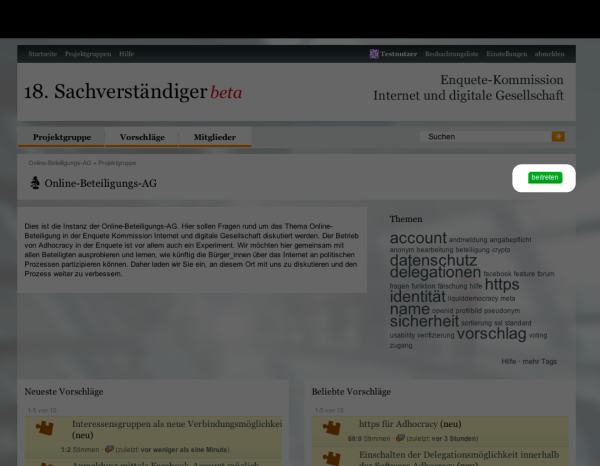 Startseite Projektgruppen Hilfe
Testnutzer Beobachtungsliste Einstellungen abmelden
18. Sachverständiger beta
Enquete-Kommission
Internet und digitale Gesellschaft
Projektgruppe Vorschläge Mitglieder
Suchen
Online-Beteiligungs-AG » Projektgruppe
Online-Beteiligungs-AG
beitreten
Dies ist die Instanz der Online-Beteiligungs-AG. Hier sollen Fragen rund um das Thema Online-
Beteiligung in der Enquete Kommission Internet und digitale Gesellschaft diskutiert werden. Der Betrieb
von Adhocracy in der Enquete ist vor allem auch ein Experiment. Wir möchten hier gemeinsam mit
allen Beteiligten ausprobieren und lernen, wie künftig die Bürger_innen über das Internet an politischen
Prozessen partizipieren können. Daher laden wir Sie ein, an diesem Ort mit uns zu diskutieren und den
Prozess weiter zu verbessern.
Themen
account anmeldung angabepflicht
anonym bearbeitung beteiligung crypto
datenschutz
delegationen facebook feature forum
fragen funktion färschung hilfe https
identität liquiddemocracy meta
name openid profilbild pseudonym
sicherheit sortierung ssl standard
usability verifizierung vorschlag voting
zugang
Hilfe · mehr Tags
Neueste Vorschläge
1-5 von 15
Interessensgruppen als neue Verbindungsmöglichkei
(neu)
1:2 Stimmen · (zuletzt: vor weniger als eine Minute)
Anmeldung mittels Facebook-Account möglich
Beliebte Vorschläge
1-5 von 15
https für Adhocracy (neu)
Stimmen · (zuletzt: vor 3 Stunden)
Einschalten der Delegationsmöglichkeit innerhalb
der Software Adhocracy (neu)